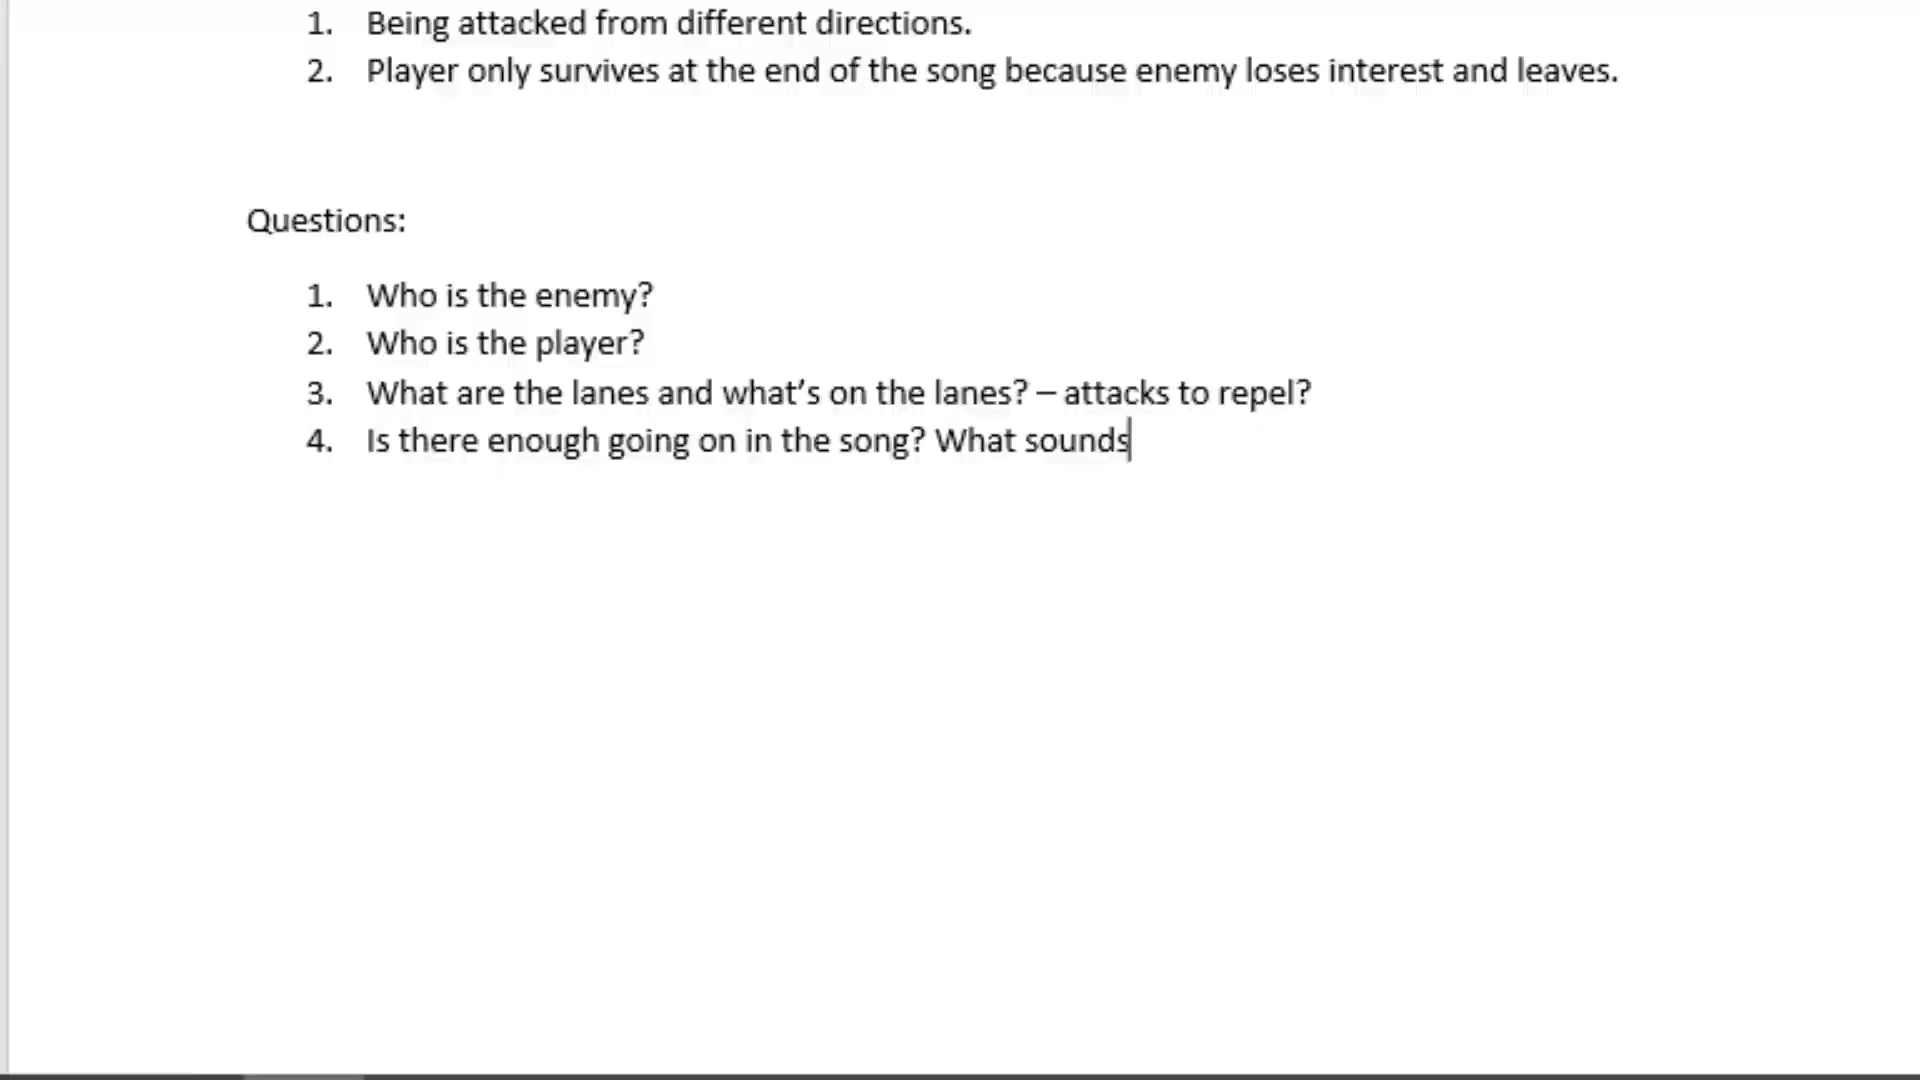 1. Being attacked from different directions.
2. Player only survives at the end of the song because enemy loses interest and leaves.
Questions:
1. Who is the enemy?
2. Who is the player?
3. What are the lanes and what’s on the lanes? – attacks to repel?
4. Is there enough going on in the song? What sounds